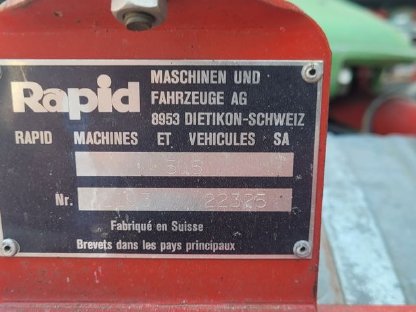 Rapid
MASCHINEN UND
FAHRZEUGE AG
8953 DIETIKON-SCHWEIZ
RAPID MACHINES ET VEHICULES SA
Nr. 22325
Fabriqué en Suisse
Brevets dans les pays principaux